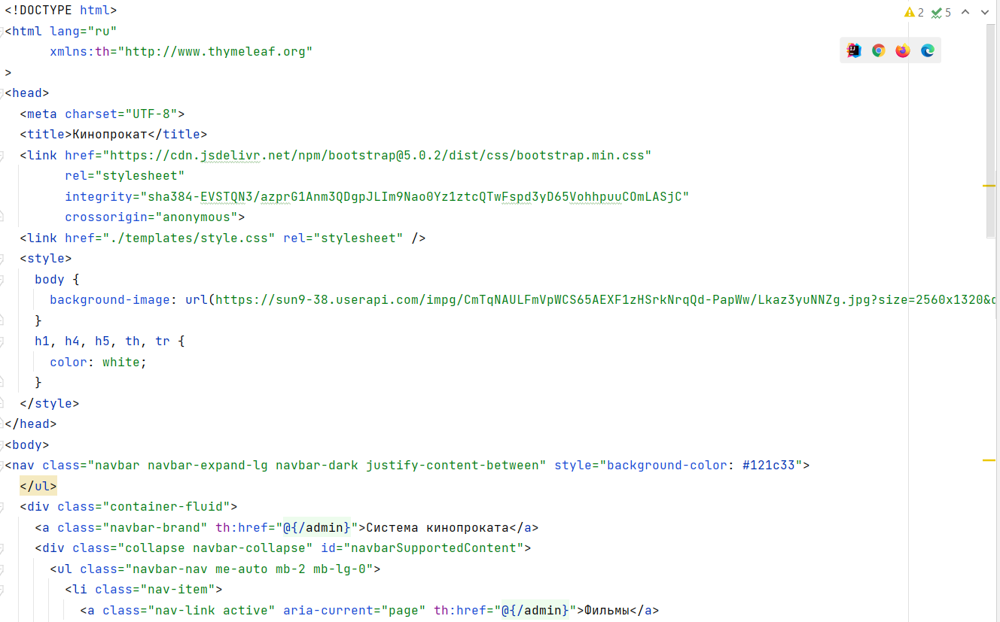 <!DOCTYPE html>
2 5
<html lang="ru"
xmlns:th="http://www.thymeleaf.org"
>
<head>
<meta charset="UTF-8">
<title>Кинопрокат</title>
<link href="https://cdn.jsdelivr.net/npm/bootstrap@5.0.2/dist/css/bootstrap.min.css"
rel="stylesheet"
integrity="sha384-EVSTQN3/azprG1Anm3QDgpJLIm9Nao0Yz1ztcQTwFspd3yD65VohhpuuCOmLASjC"
crossorigin="anonymous">
<link href="./templates/style.css" rel="stylesheet" />
<style>
body {
background-image: url(https://sun9-38.userapi.com/impg/CmTqNAULFmVpWCS65AEXF1zHSrkNrqQd-PapWw/Lkaz3yuNNZg.jpg?size=2560x1320&
}
h1, h4, h5, th, tr {
color: white;
}
</style>
</head>
<body>
<nav class="navbar navbar-expand-lg navbar-dark justify-content-between" style="background-color: #121c33">
</ul>
<div class="container-fluid">
<a class="navbar-brand" th:href="@{/admin}">Система кинопроката</a>
<div class="collapse navbar-collapse" id="navbarSupportedContent">
<ul class="navbar-nav me-auto mb-2 mb-lg-0">
<li class="nav-item">
<a class="nav-link active" aria-current="page" th:href="@{/admin}">Фильмы</a>